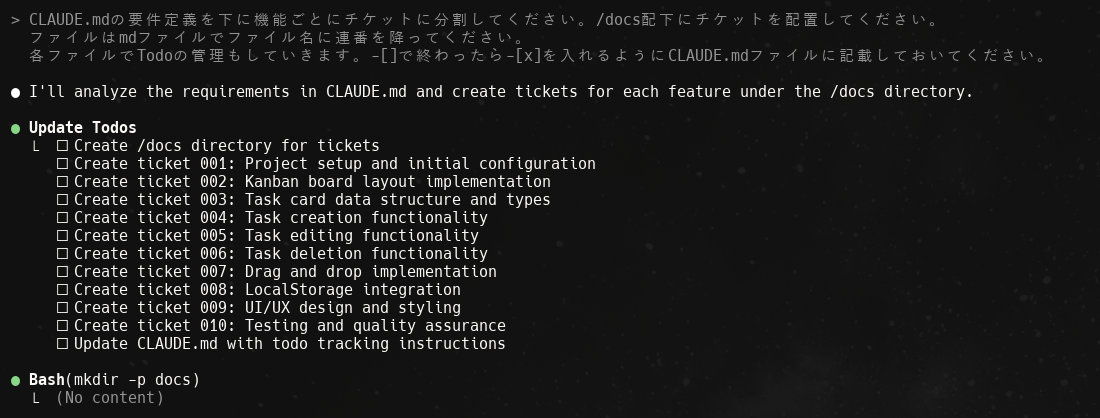 > CLAUDE.mdの要件定義を下に機能ごとにチケットに分割してください。/docs配下にチケットを配置してください。
ファイルはmdファイルでファイル名に連番を降ってください。
各ファイルでTodoの管理もしていきます。-[]で終わったら-[x]を入れるようにCLAUDE.mdファイルに記載しておいてください。
● I'll analyze the requirements in CLAUDE.md and create tickets for each feature under the /docs directory.
● Update Todos
└ ☐ Create /docs directory for tickets
☐ Create ticket 001: Project setup and initial configuration
☐ Create ticket 002: Kanban board layout implementation
☐ Create ticket 003: Task card data structure and types
☐ Create ticket 004: Task creation functionality
☐ Create ticket 005: Task editing functionality
☐ Create ticket 006: Task deletion functionality
☐ Create ticket 007: Drag and drop implementation
☐ Create ticket 008: LocalStorage integration
☐ Create ticket 009: UI/UX design and styling
☐ Create ticket 010: Testing and quality assurance
☐ Update CLAUDE.md with todo tracking instructions
● Bash(mkdir -p docs)
└ (No content)